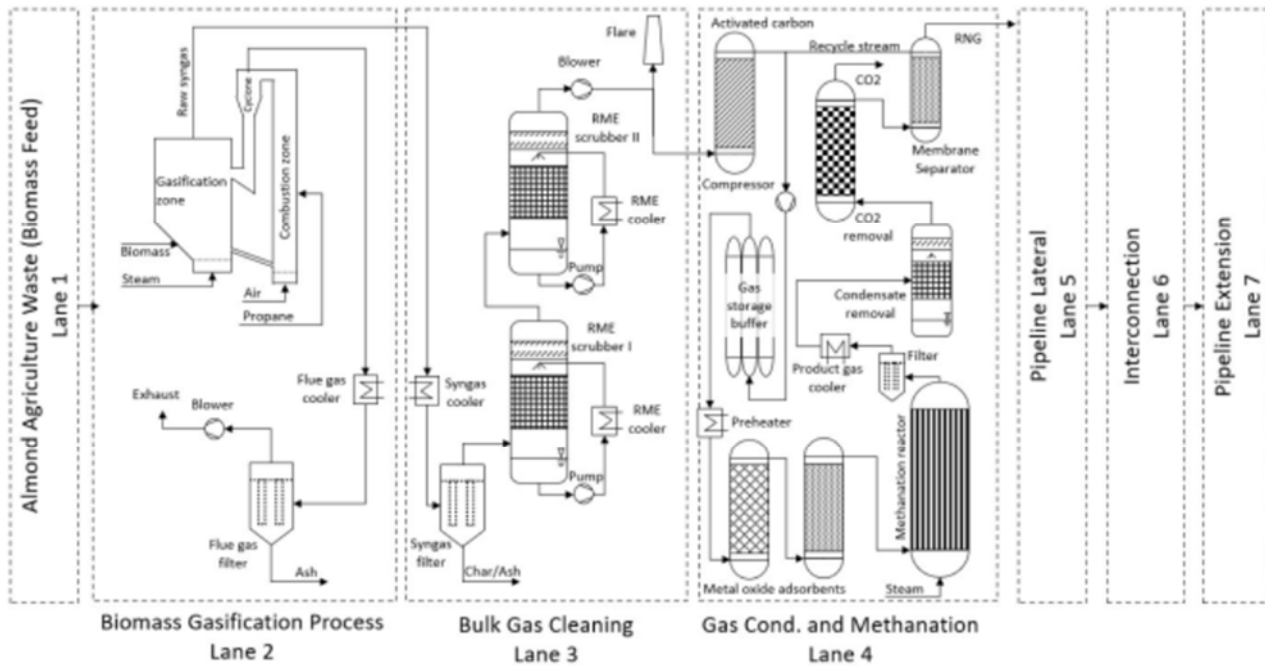 Almond Agriculture Waste (Biomass Feed)
Lane 1
Raw syngas
Cyclone
Gasification
zone
Combustion zone
Biomass
Steam
Air
Propane
Flue gas
cooler
Exhaust
Blower
Flue gas
filter
Ash
Biomass Gasification Process
Lane 2
Flare
Blower
RME
scrubber II
RME
cooler
Pump
RME
scrubber I
Syngas
cooler
RME
cooler
Pump
Syngas
filter
Char/Ash
Bulk Gas Cleaning
Lane 3
Activated carbon
Recycle stream
RNG
CO2
Membrane
Separator
Compressor
CO2
removal
Gas
storage
buffer
Condensate
removal
Product gas
cooler
Filter
Preheater
Methanation reactor
Metal oxide adsorbents
Steam
Gas Cond. and Methanation
Lane 4
Pipeline Lateral
Lane 5
Interconnection
Lane 6
Pipeline Extension
Lane 7